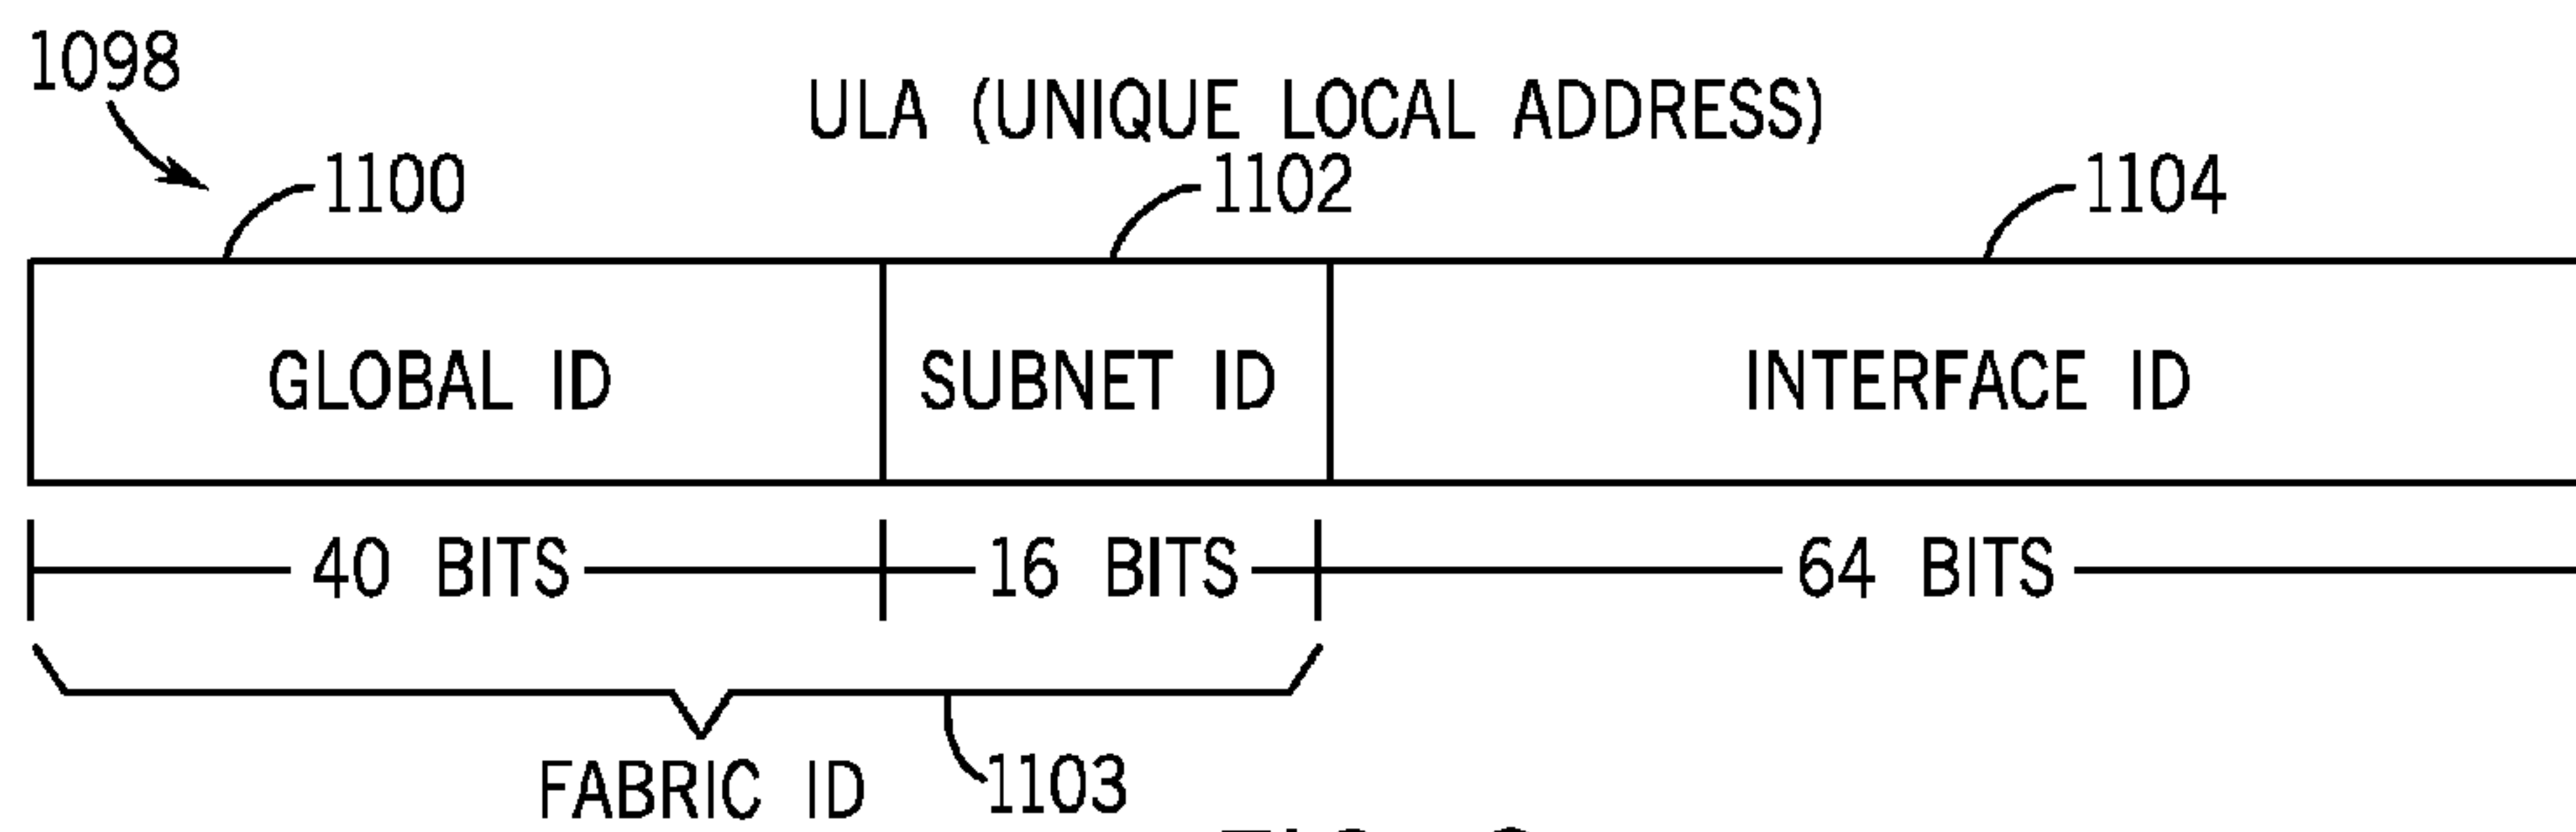 1098
ULA (UNIQUE LOCAL ADDRESS)
1100 1102 1104
GLOBAL ID SUBNET ID INTERFACE ID
40 BITS 16 BITS 64 BITS
FABRIC ID 1103